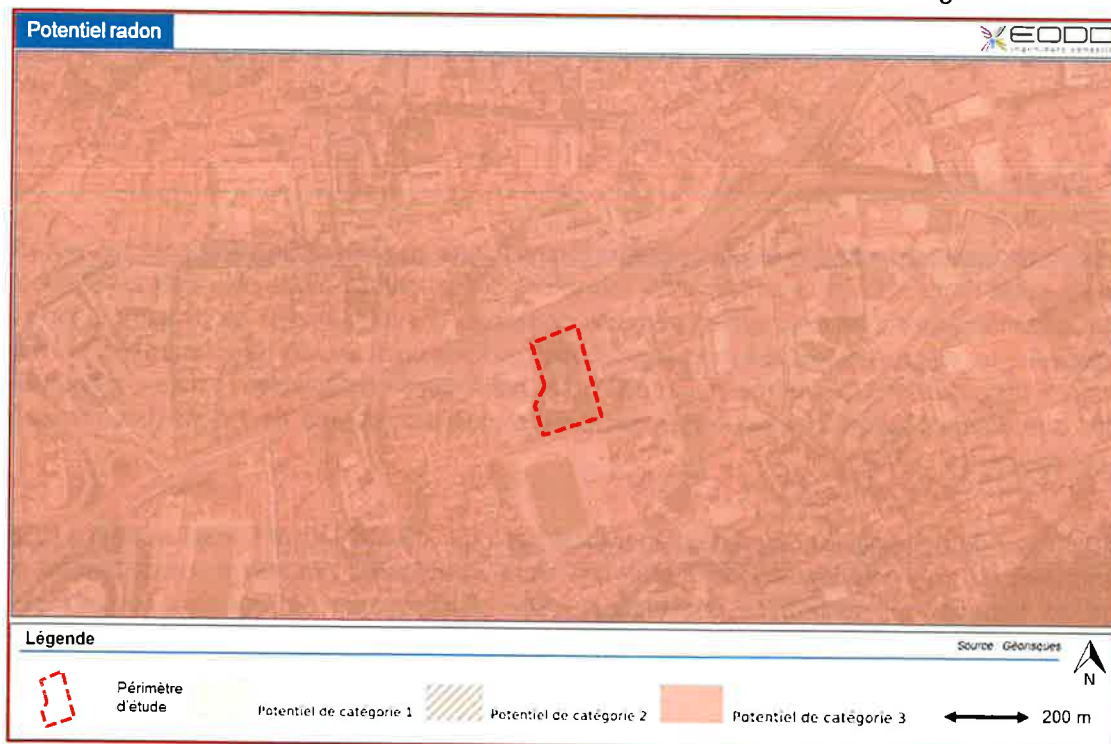 Potentiel radon
EODD
Légende
Source Géorisques
N
Périmètre
d'étude
Potentiel de catégorie 1
Potentiel de catégorie 2
Potentiel de catégorie 3
200 m